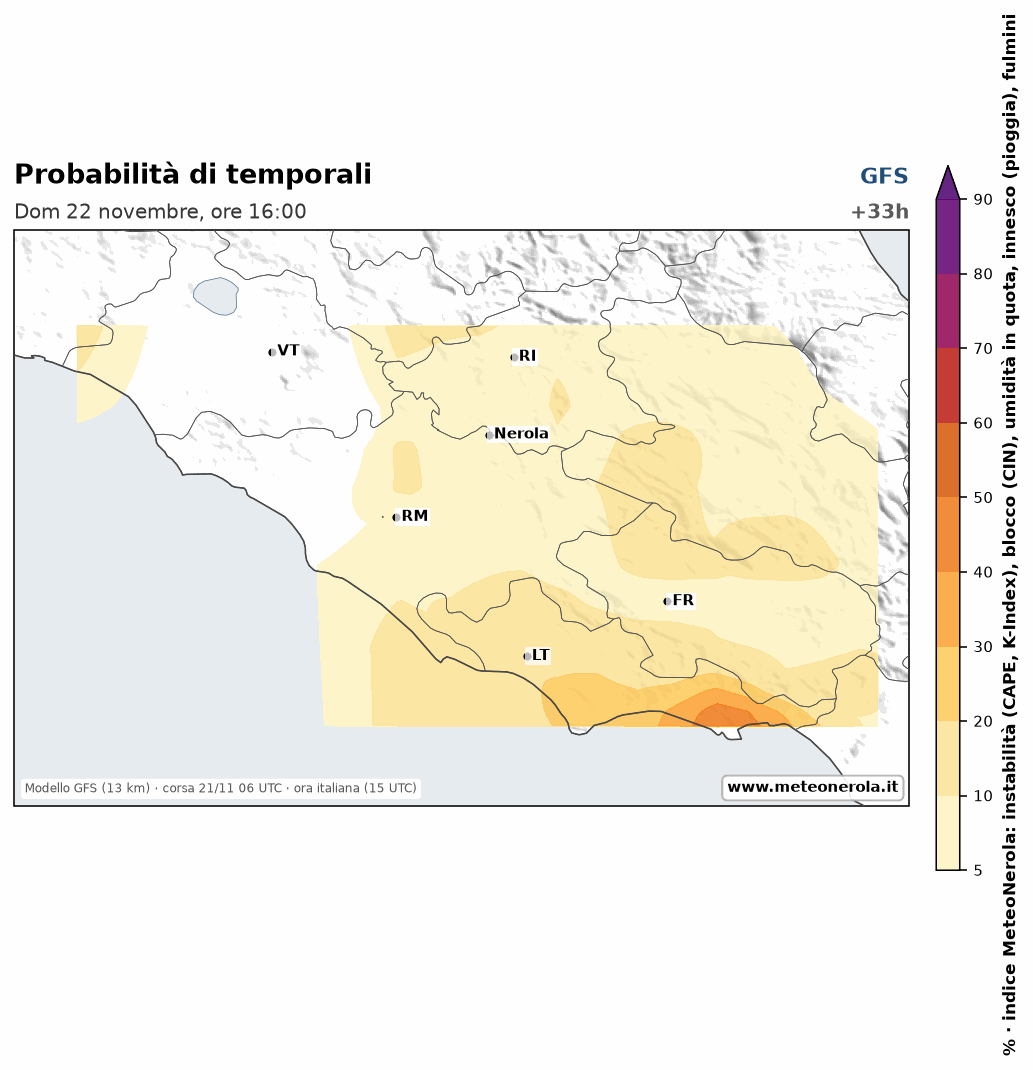 Probabilità di temporali
GFS
Dom 22 novembre, ore 16:00
+33h
VT
RI
Nerola
RM
FR
LT
Modello GFS (13 km) · corsa 21/11 06 UTC · ora italiana (15 UTC)
www.meteonerola.it
90
80
70
60
50
40
30
20
10
5
% · indice MeteoNerola: instabilità (CAPE, K-Index), blocco (CIN), umidità in quota, innesco (pioggia), fulmini